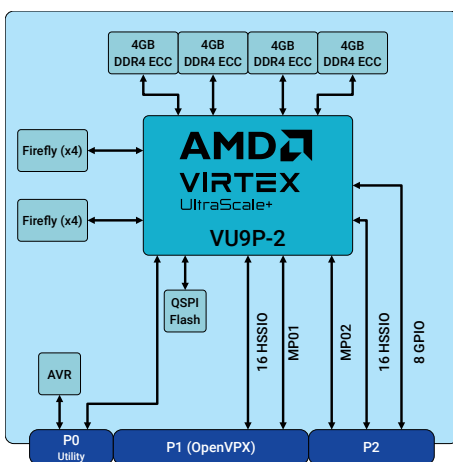 4GB
DDR4 ECC
4GB
DDR4 ECC
4GB
DDR4 ECC
4GB
DDR4 ECC
Firefly (x4)
Firefly (x4)
AMD
VIRTEX
UltraScale+
VU9P-2
QSPI
Flash
AVR
16 HSSIO
MP01
MP02
16 HSSIO
8 GPIO
P0
Utility
P1 (OpenVPX)
P2